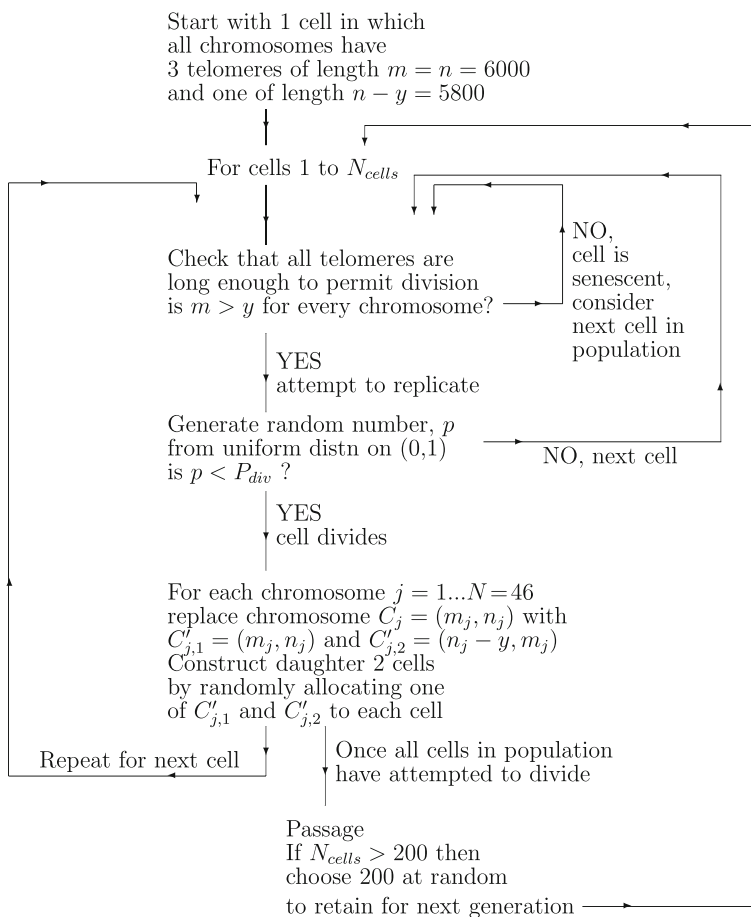 Start with 1 cell in which
all chromosomes have
3 telomeres of length m = n = 6000
and one of length n − y = 5800
For cells 1 to N_cells
Check that all telomeres are
long enough to permit division
is m > y for every chromosome?
NO,
cell is
senescent,
consider
next cell in
population
YES
attempt to replicate
Generate random number, p
from uniform distn on (0,1)
is p < P_div ?
NO, next cell
YES
cell divides
For each chromosome j = 1...N = 46
replace chromosome C_j = (m_j, n_j) with
C′_{j,1} = (m_j, n_j) and C′_{j,2} = (n_j − y, m_j)
Construct daughter 2 cells
by randomly allocating one
of C′_{j,1} and C′_{j,2} to each cell
Repeat for next cell
Once all cells in population
have attempted to divide
Passage
If N_cells > 200 then
choose 200 at random
to retain for next generation